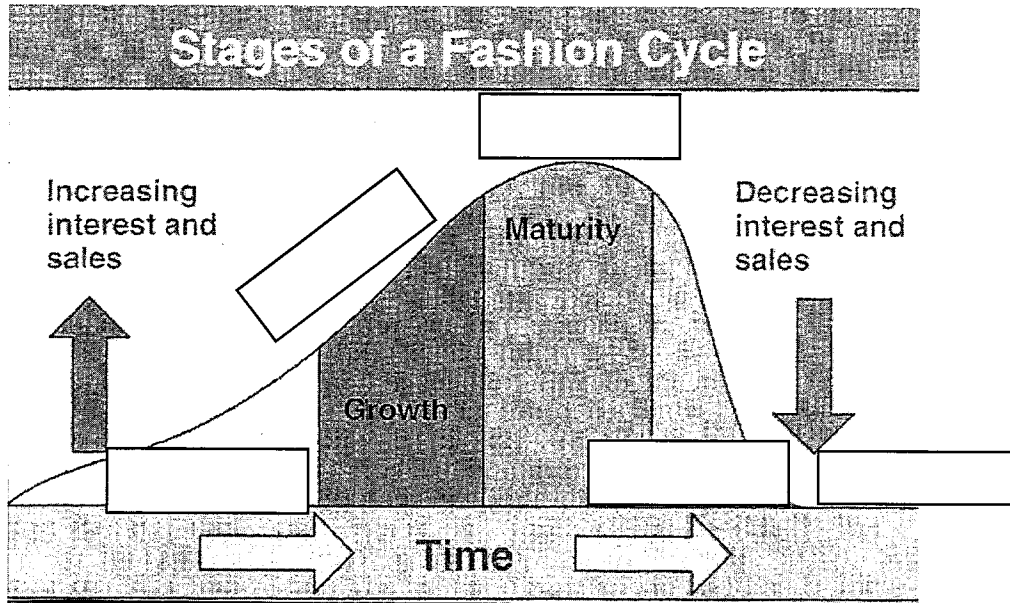 Stages of a Fashion Cycle
Increasing
interest and
sales
Decreasing
interest and
sales
Maturity
Growth
Time